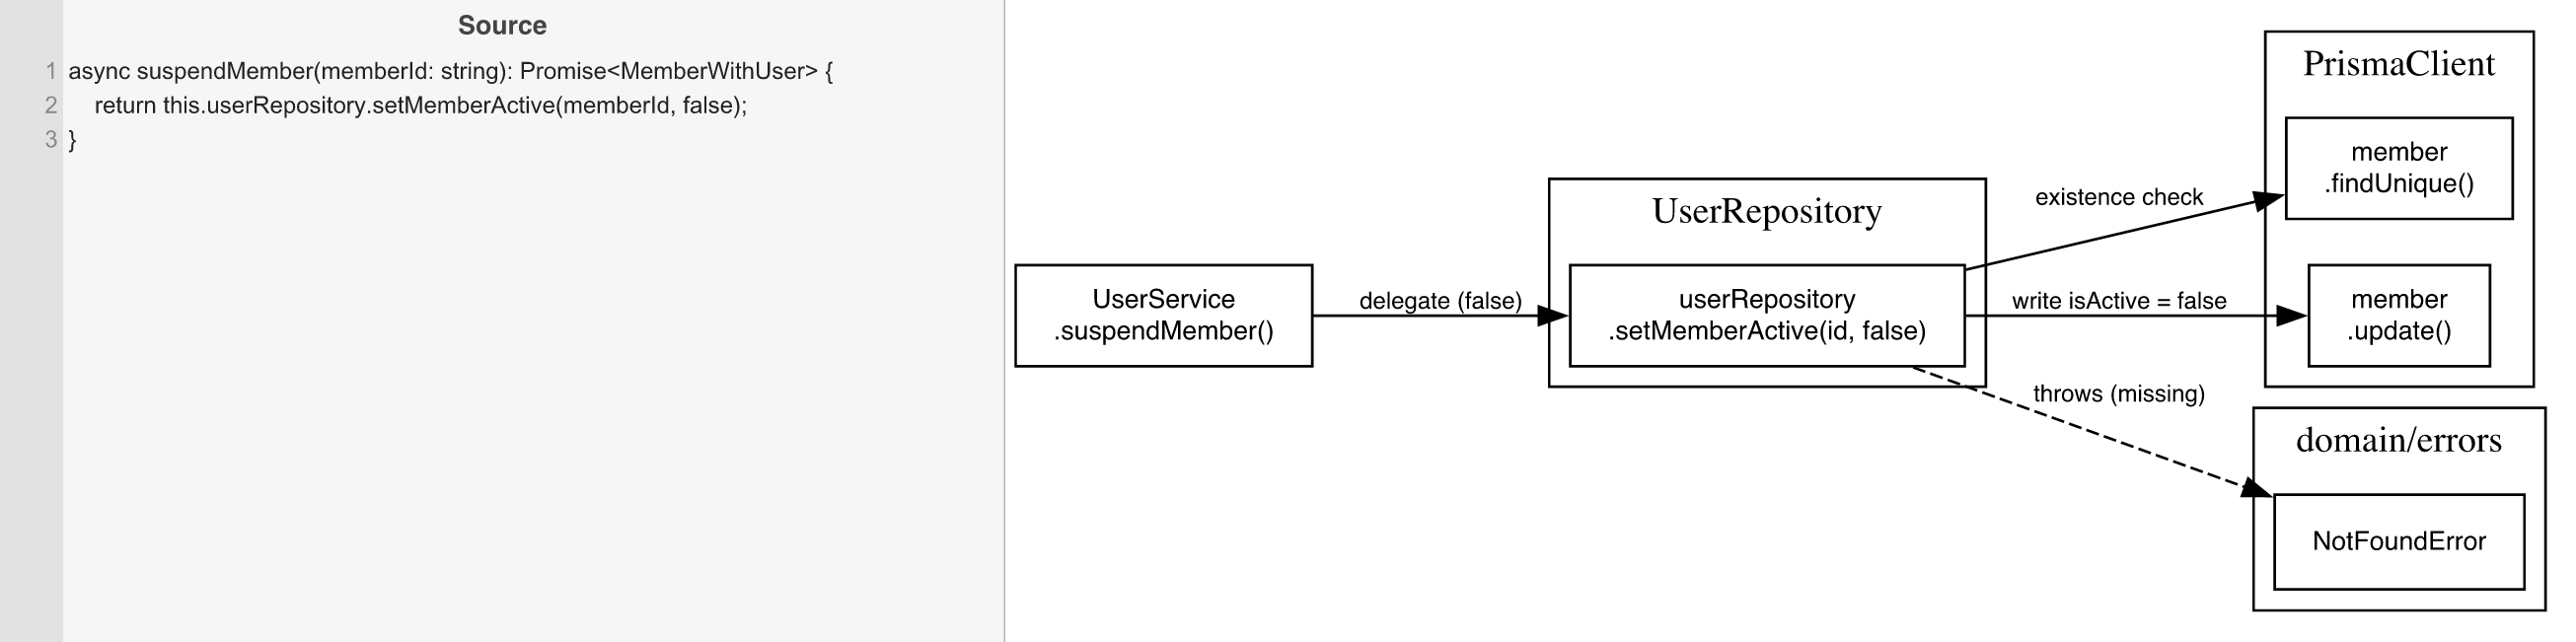 Source
1 async suspendMember(memberId: string): Promise<MemberWithUser> {
2 return this.userRepository.setMemberActive(memberId, false);
3 }
UserService
.suspendMember()
delegate (false)
UserRepository
userRepository
.setMemberActive(id, false)
existence check
write isActive = false
throws (missing)
PrismaClient
member
.findUnique()
member
.update()
domain/errors
NotFoundError